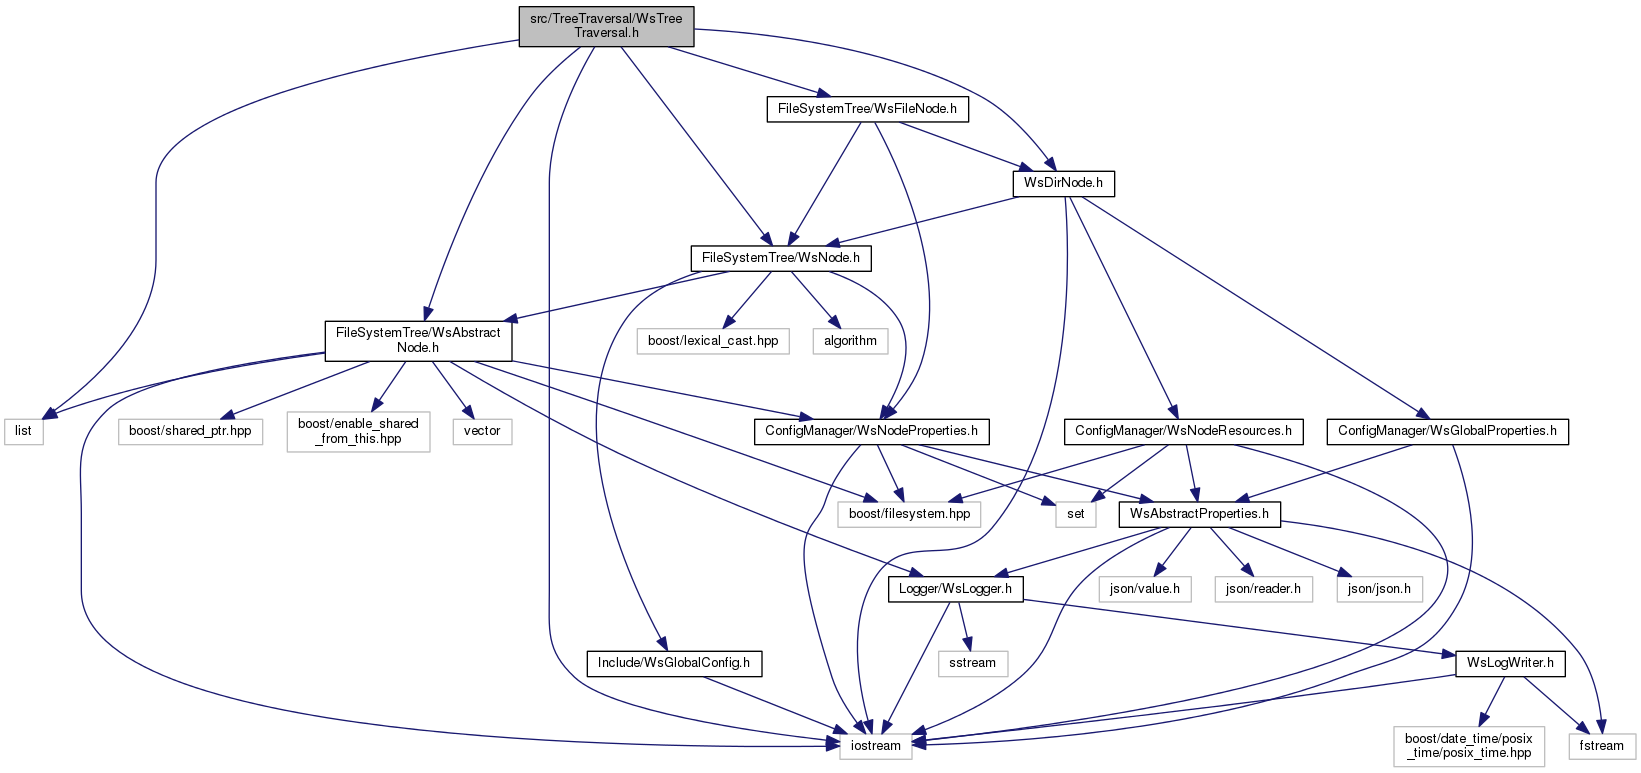 src/TreeTraversal/WsTree
Traversal.h
FileSystemTree/WsFileNode.h
WsDirNode.h
FileSystemTree/WsNode.h
FileSystemTree/WsAbstract
Node.h
boost/lexical_cast.hpp
algorithm
list
boost/shared_ptr.hpp
boost/enable_shared
_from_this.hpp
vector
ConfigManager/WsNodeProperties.h
ConfigManager/WsNodeResources.h
ConfigManager/WsGlobalProperties.h
boost/filesystem.hpp
set
WsAbstractProperties.h
Logger/WsLogger.h
json/value.h
json/reader.h
json/json.h
Include/WsGlobalConfig.h
sstream
WsLogWriter.h
iostream
boost/date_time/posix
_time/posix_time.hpp
fstream